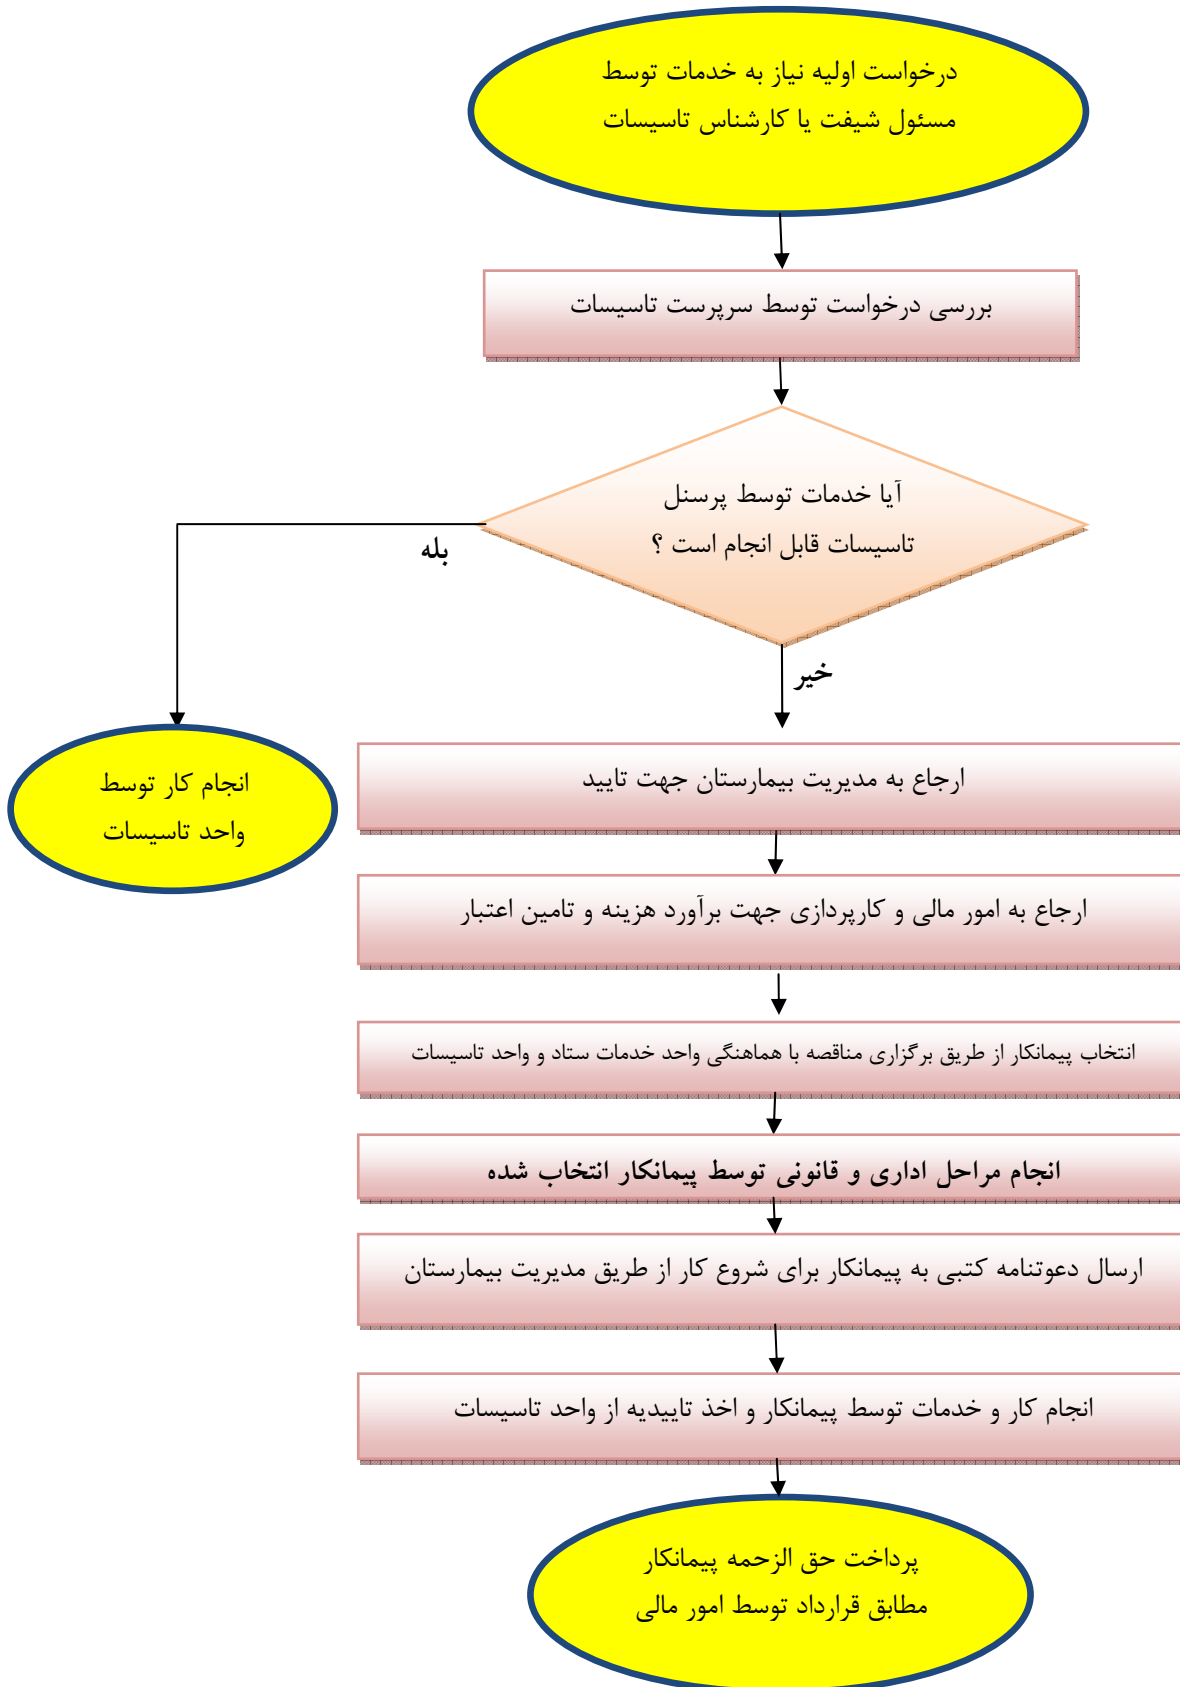 درخواست اولیه نیاز به خدمات توسط
مسئول شیفت یا کارشناس تاسیسات
بررسی درخواست توسط سرپرست تاسیسات
آیا خدمات توسط پرسنل
تاسیسات قابل انجام است ؟
بله
خیر
انجام کار توسط
واحد تاسیسات
ارجاع به مدیریت بیمارستان جهت تایید
ارجاع به امور مالی و کارپردازی جهت برآورد هزینه و تامین اعتبار
انتخاب پیمانکار از طریق برگزاری مناقصه با هماهنگی واحد خدمات ستاد و واحد تاسیسات
انجام مراحل اداری و قانونی توسط پیمانکار انتخاب شده
ارسال دعوتنامه کتبی به پیمانکار برای شروع کار از طریق مدیریت بیمارستان
انجام کار و خدمات توسط پیمانکار و اخذ تاییدیه از واحد تاسیسات
پرداخت حق الزحمه پیمانکار
مطابق قرارداد توسط امور مالی